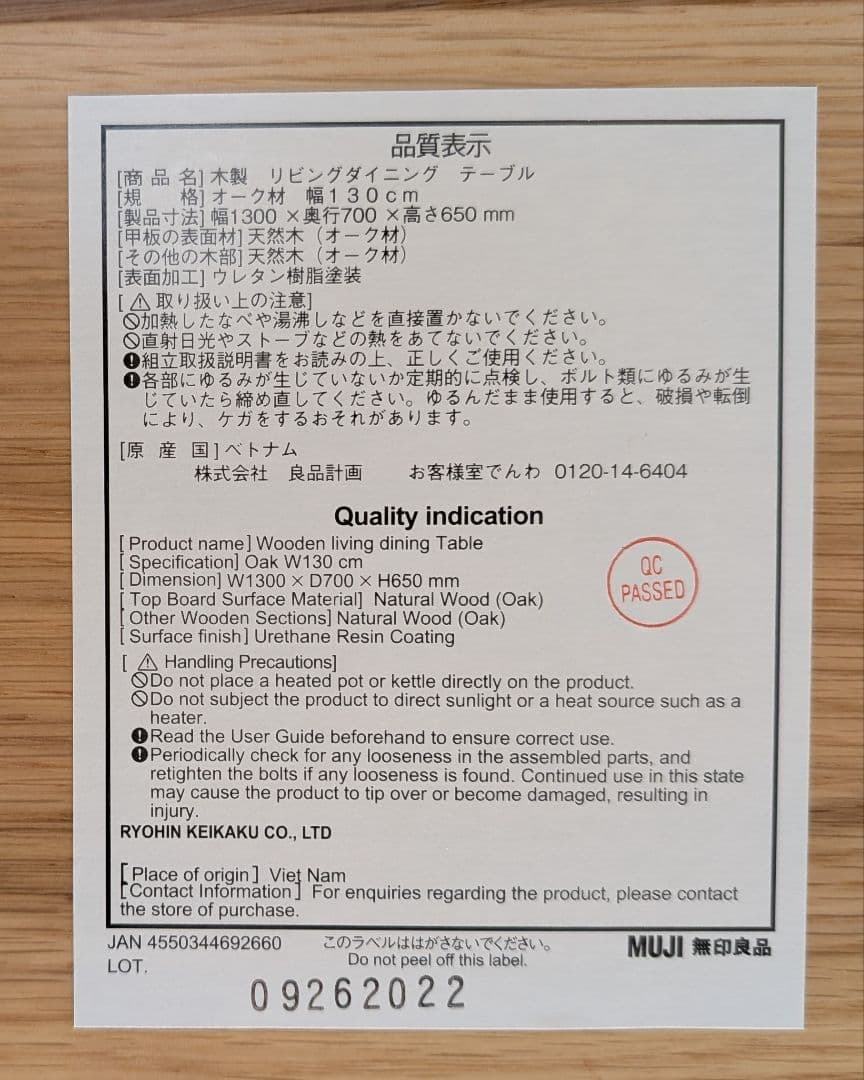 品質表示
[商 品 名] 木製　リビングダイニング　テーブル
[規　　格] オーク材　幅１３０ｃｍ
[製品寸法] 幅1300 ×奥行700 ×高さ650 mm
[甲板の表面材] 天然木（オーク材）
[その他の木部] 天然木（オーク材）
[表面加工] ウレタン樹脂塗装
[ ⚠ 取り扱い上の注意]
🚫加熱したなべや湯沸しなどを直接置かないでください。
🚫直射日光やストーブなどの熱をあてないでください。
❗組立取扱説明書をお読みの上、正しくご使用ください。
❗各部にゆるみが生じていないか定期的に点検し、ボルト類にゆるみが生
じていたら締め直してください。ゆるんだまま使用すると、破損や転倒
により、ケガをするおそれがあります。
[原 産 国] ベトナム
株式会社　良品計画　　お客様室でんわ 0120-14-6404
Quality indication
[ Product name] Wooden living dining Table
[ Specification] Oak W130 cm
[ Dimension] W1300 × D700 × H650 mm
[ Top Board Surface Material] Natural Wood (Oak)
[ Other Wooden Sections] Natural Wood (Oak)
[ Surface finish] Urethane Resin Coating
QC
PASSED
[ ⚠ Handling Precautions]
🚫Do not place a heated pot or kettle directly on the product.
🚫Do not subject the product to direct sunlight or a heat source such as a
heater.
❗Read the User Guide beforehand to ensure correct use.
❗Periodically check for any looseness in the assembled parts, and
retighten the bolts if any looseness is found. Continued use in this state
may cause the product to tip over or become damaged, resulting in
injury.
RYOHIN KEIKAKU CO., LTD
[ Place of origin ] Viet Nam
[ Contact Information ] For enquiries regarding the product, please contact
the store of purchase.
JAN 4550344692660
このラベルははがさないでください。
Do not peel off this label.
MUJI 無印良品
LOT.
09262022